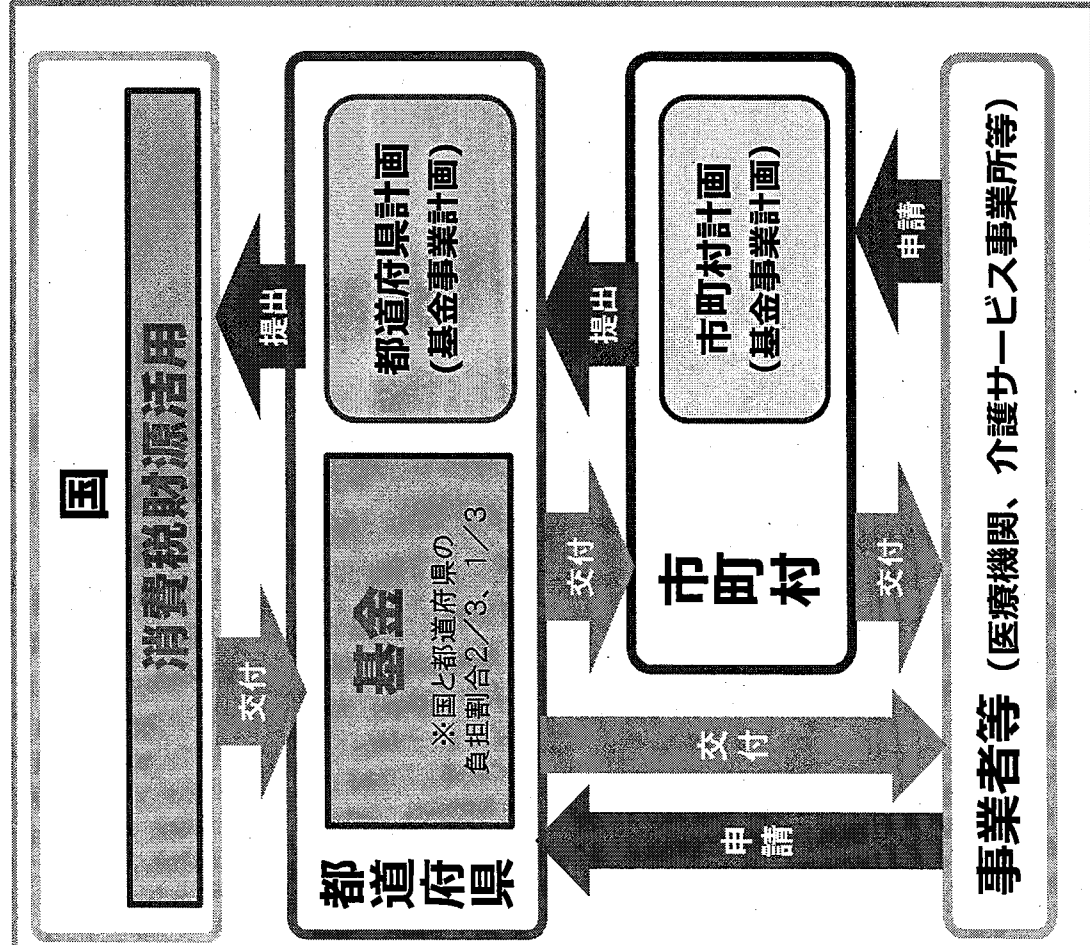 国
消費税財源活用
交付
提出
都道府県
基金
※国と都道府県の
負担割合2/3、1/3
都道府県計画
(基金事業計画)
申請
交付
交付
提出
市町村
市町村計画
(基金事業計画)
交付
申請
事業者等(医療機関、介護サービス事業所等)